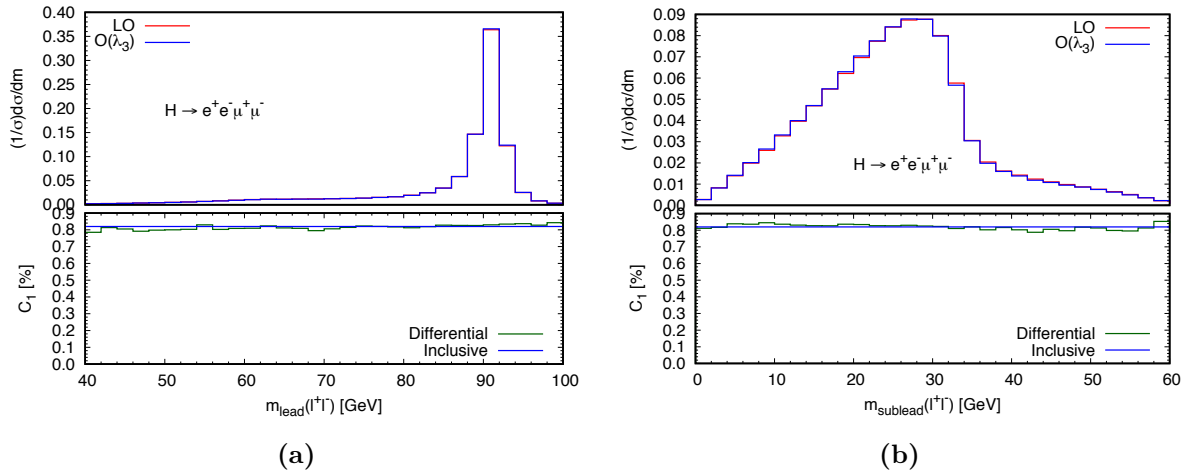 LO
O(λ3)
H → e+e-μ+μ-
(1/σ)dσ/dm
0.40
0.35
0.30
0.25
0.20
0.15
0.10
0.05
0.00
0.9
0.8
0.7
0.6
0.5
0.4
0.3
0.2
0.1
0.0
C1 [%]
Differential
Inclusive
40 50 60 70 80 90 100
mlead(l+l-) [GeV]
(a)
LO
O(λ3)
H → e+e-μ+μ-
(1/σ)dσ/dm
0.09
0.08
0.07
0.06
0.05
0.04
0.03
0.02
0.01
0.00
0.9
0.8
0.7
0.6
0.5
0.4
0.3
0.2
0.1
0.0
C1 [%]
Differential
Inclusive
0 10 20 30 40 50 60
msublead(l+l-) [GeV]
(b)